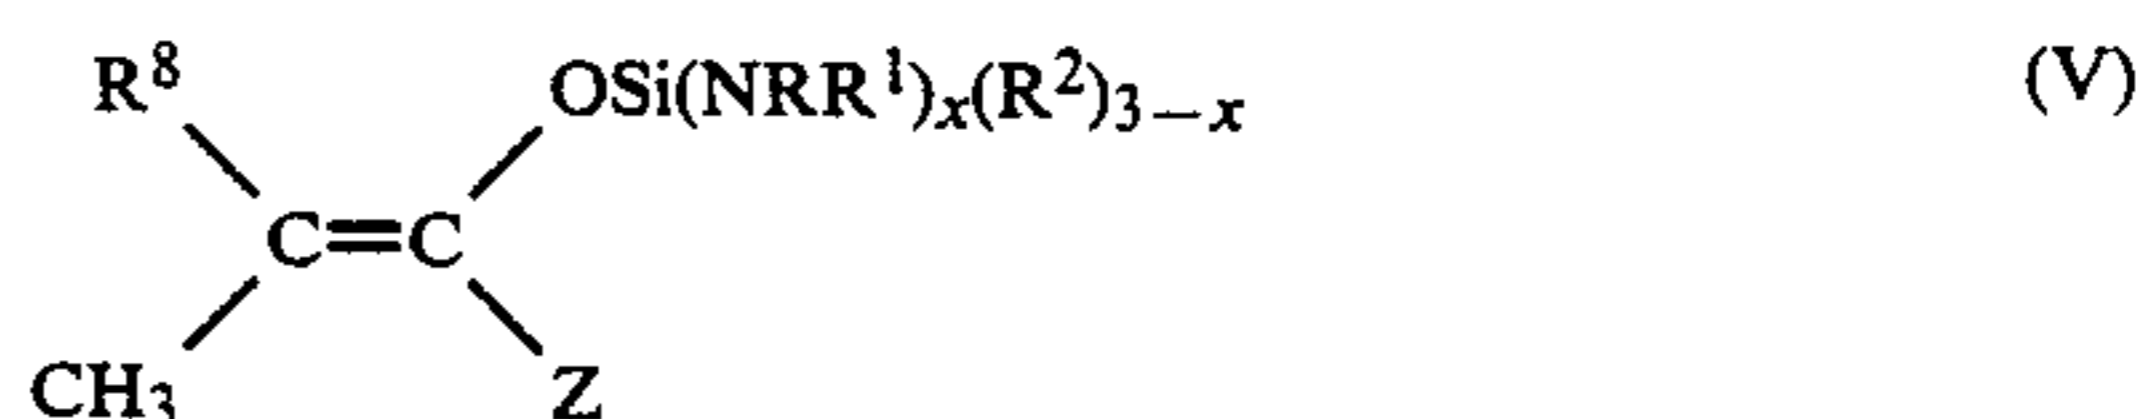 R⁸ OSi(NRR¹)ₓ(R²)₃₋ₓ (V)
C=C
CH₃ Z